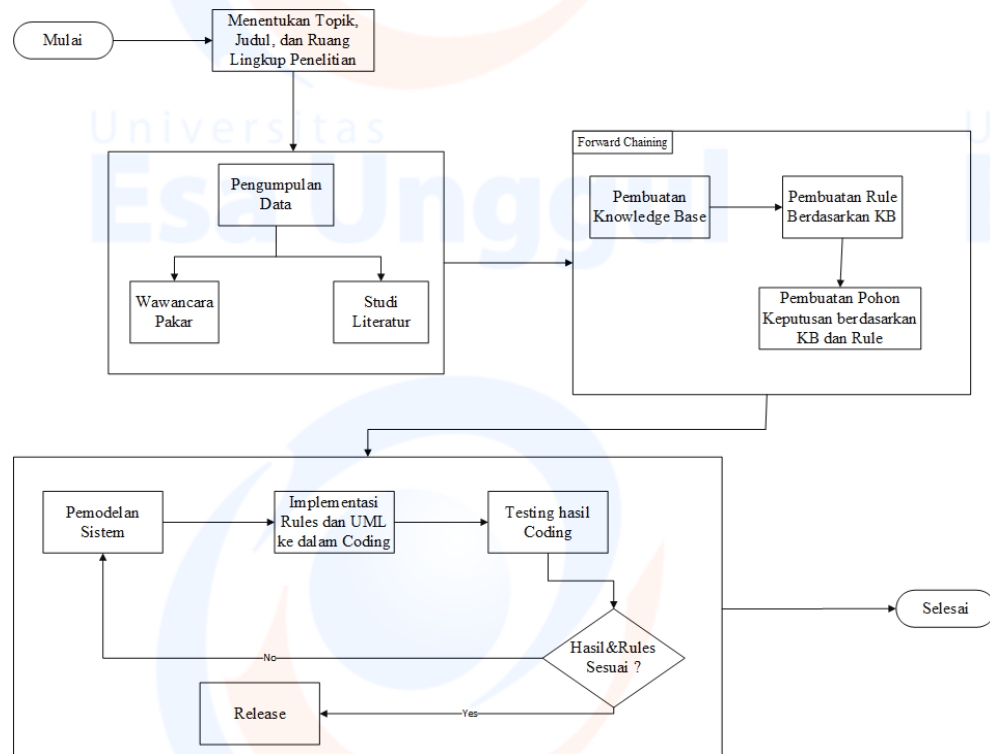 Mulai
Menentukan Topik,
Judul, dan Ruang
Lingkup Penelitian
Universitas
Esa Unggul
U
Pengumpulan
Data
Wawancara
Pakar
Studi
Literatur
Forward Chaining
Pembuatan
Knowledge Base
Pembuatan Rule
Berdasarkan KB
Pembuatan Pohon
Keputusan berdasarkan
KB dan Rule
Pemodelan
Sistem
Implementasi
Rules dan UML
ke dalam Coding
Testing hasil
Coding
Hasil&Rules
Sesuai ?
No
Yes
Release
Selesai